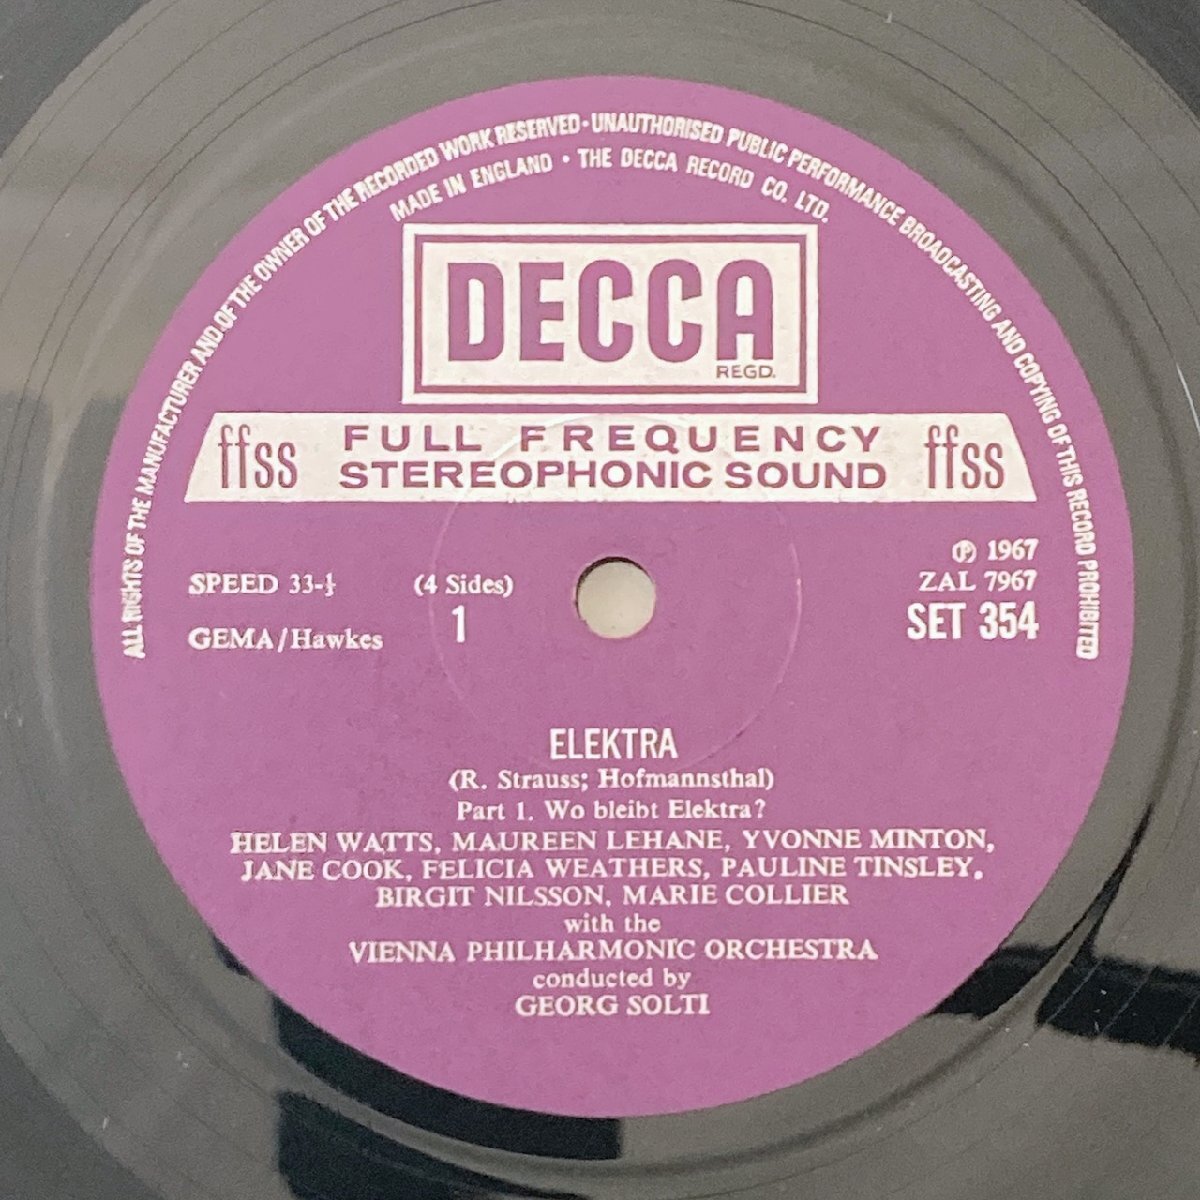 ALL RIGHTS OF THE MANUFACTURER AND OF THE OWNER OF THE RECORDED WORK RESERVED · UNAUTHORISED PUBLIC PERFORMANCE BROADCASTING AND COPYING OF THIS RECORD PROHIBITED
MADE IN ENGLAND · THE DECCA RECORD CO. LTD.
DECCA
REGD.
ffss FULL FREQUENCY ffss
STEREOPHONIC SOUND
℗ 1967
SPEED 33-⅓ (4 Sides) ZAL 7967
1 SET 354
GEMA/Hawkes
ELEKTRA
(R. Strauss; Hofmannsthal)
Part 1. Wo bleibt Elektra?
HELEN WATTS, MAUREEN LEHANE, YVONNE MINTON,
JANE COOK, FELICIA WEATHERS, PAULINE TINSLEY,
BIRGIT NILSSON, MARIE COLLIER
with the
VIENNA PHILHARMONIC ORCHESTRA
conducted by
GEORG SOLTI